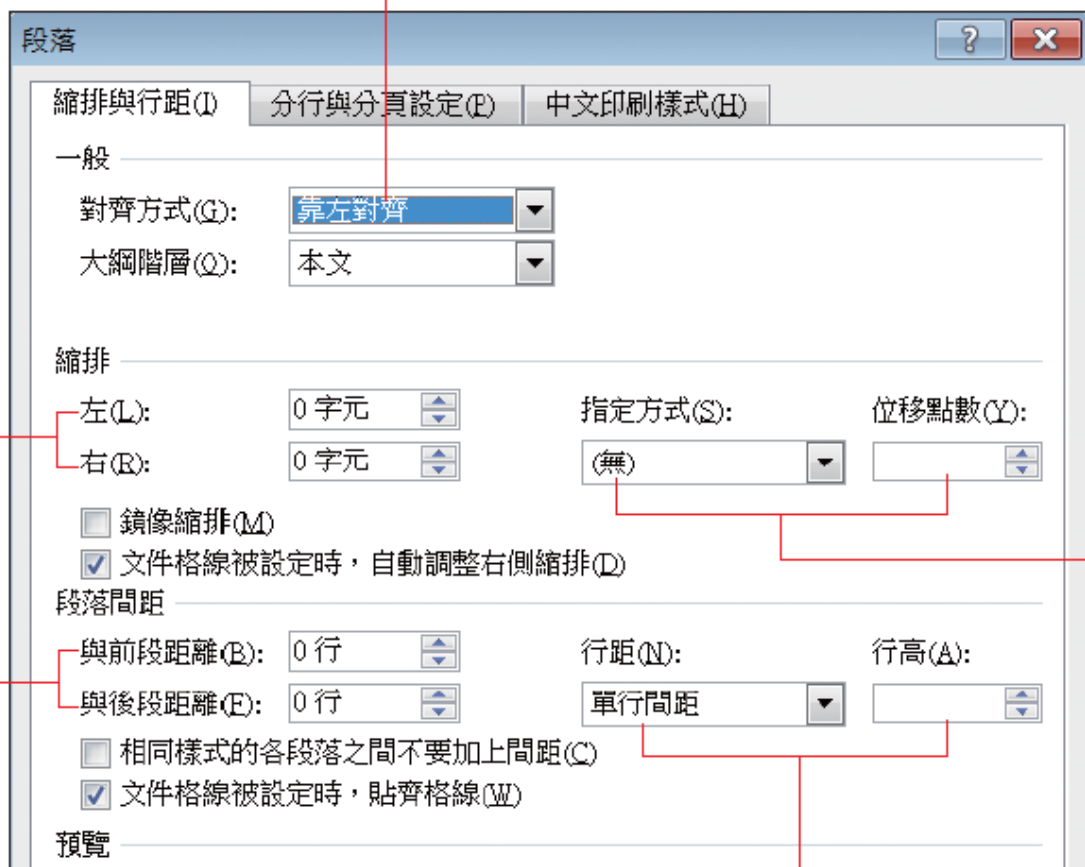 段落
縮排與行距(I) 分行與分頁設定(P) 中文印刷樣式(H)
一般
對齊方式(G): 靠左對齊
大綱階層(O): 本文
縮排
左(L): 0 字元 指定方式(S): 位移點數(Y):
右(R): 0 字元 (無)
鏡像縮排(M)
文件格線被設定時，自動調整右側縮排(D)
段落間距
與前段距離(B): 0 行 行距(N): 行高(A):
與後段距離(F): 0 行 單行間距
相同樣式的各段落之間不要加上間距(C)
文件格線被設定時，貼齊格線(W)
預覽